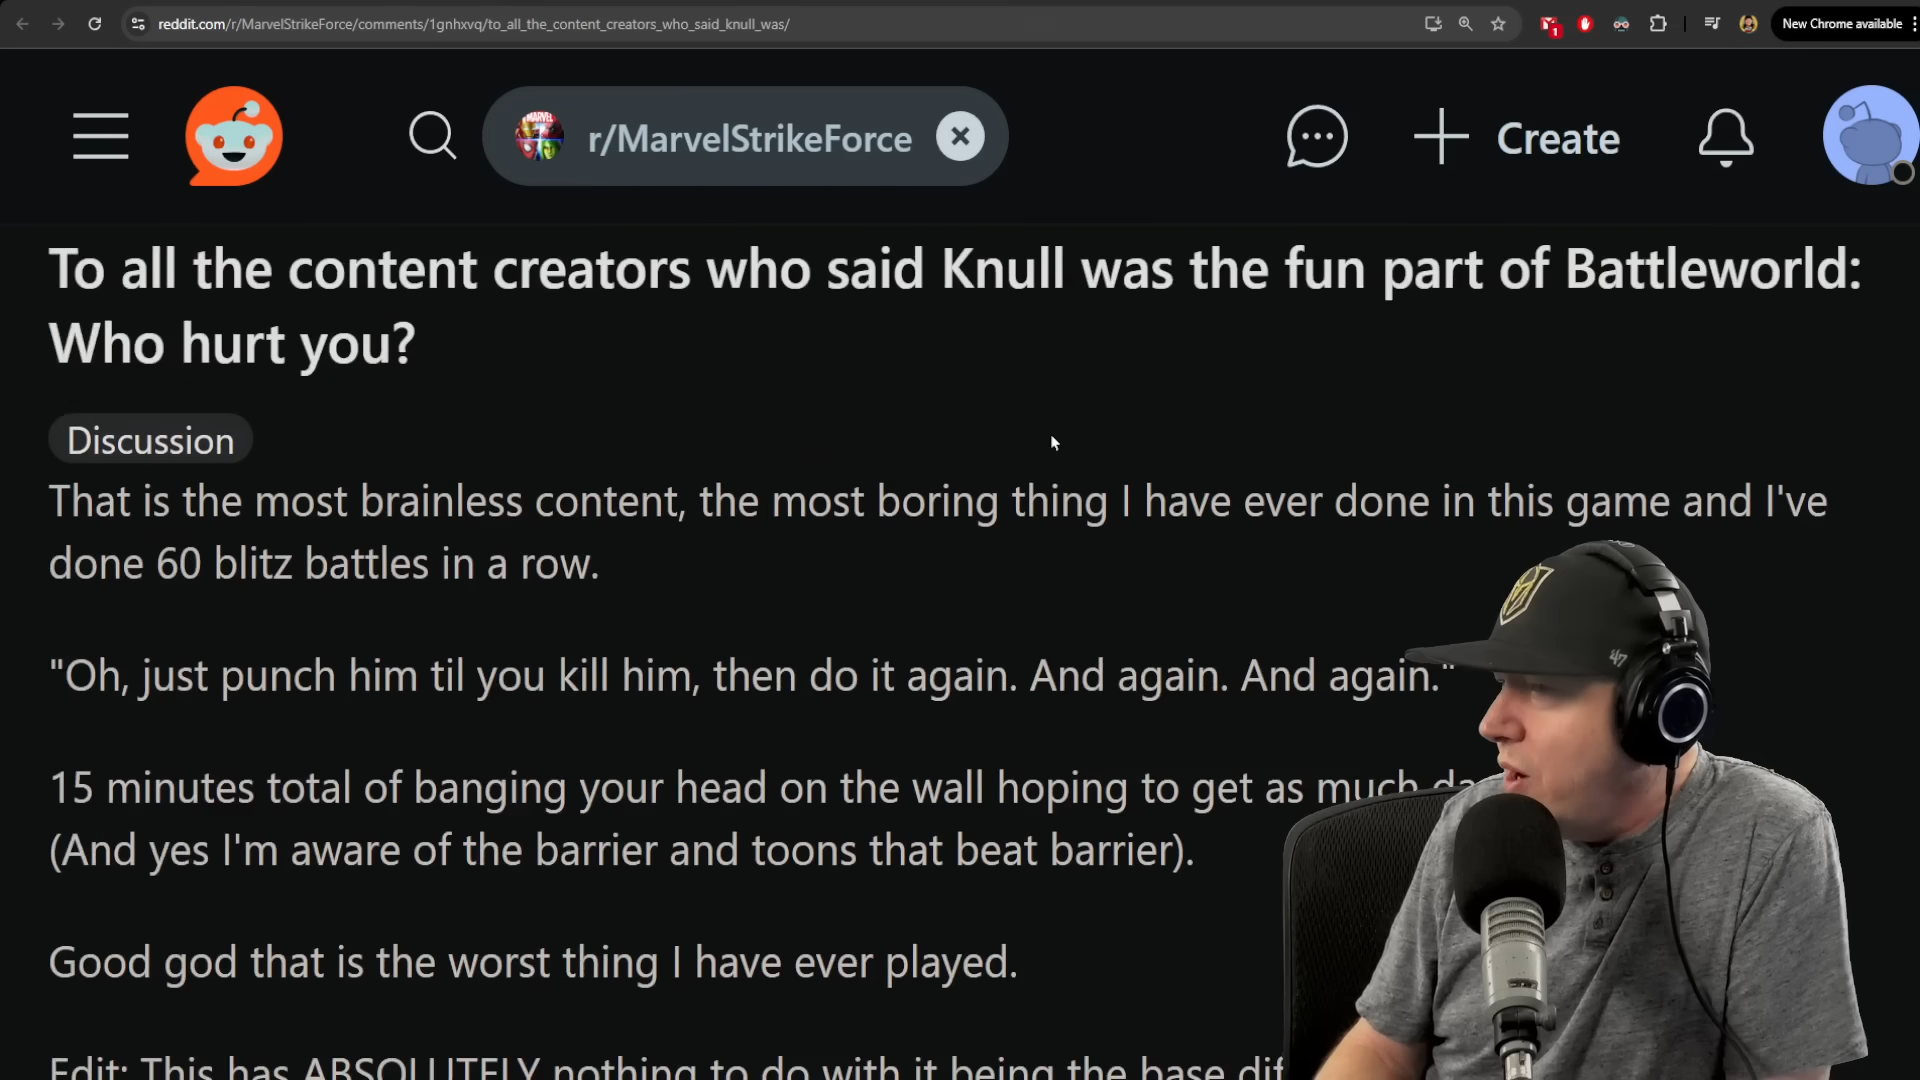 reddit.com/r/MarvelStrikeForce/comments/1gnhxvq/to_all_the_content_creators_who_said_knull_was/
1
New Chrome available
MARVEL
r/MarvelStrikeForce
Create
To all the content creators who said Knull was the fun part of Battleworld:
Who hurt you?
Discussion
That is the most brainless content, the most boring thing I have ever done in this game and I've
done 60 blitz battles in a row.
"Oh, just punch him til you kill him, then do it again. And again. And again."
47
15 minutes total of banging your head on the wall hoping to get as much
(And yes I'm aware of the barrier and toons that beat barrier).
Good god that is the worst thing I have ever played.
Edit: This has ABSOLUTELY nothing to do with it being the base